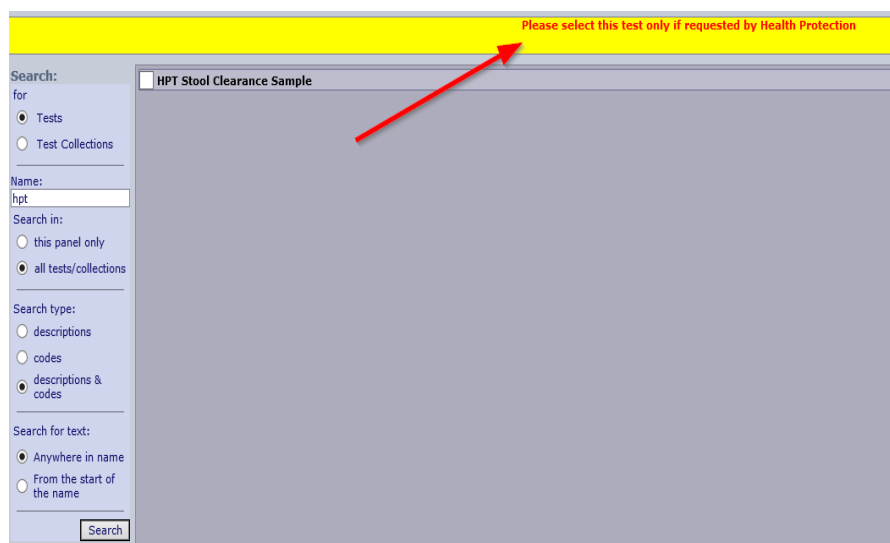 Please select this test only if requested by Health Protection
Search:
for
Tests
Test Collections
Name:
hpt
Search in:
this panel only
all tests/collections
Search type:
descriptions
codes
descriptions &
codes
Search for text:
Anywhere in name
From the start of
the name
Search
HPT Stool Clearance Sample